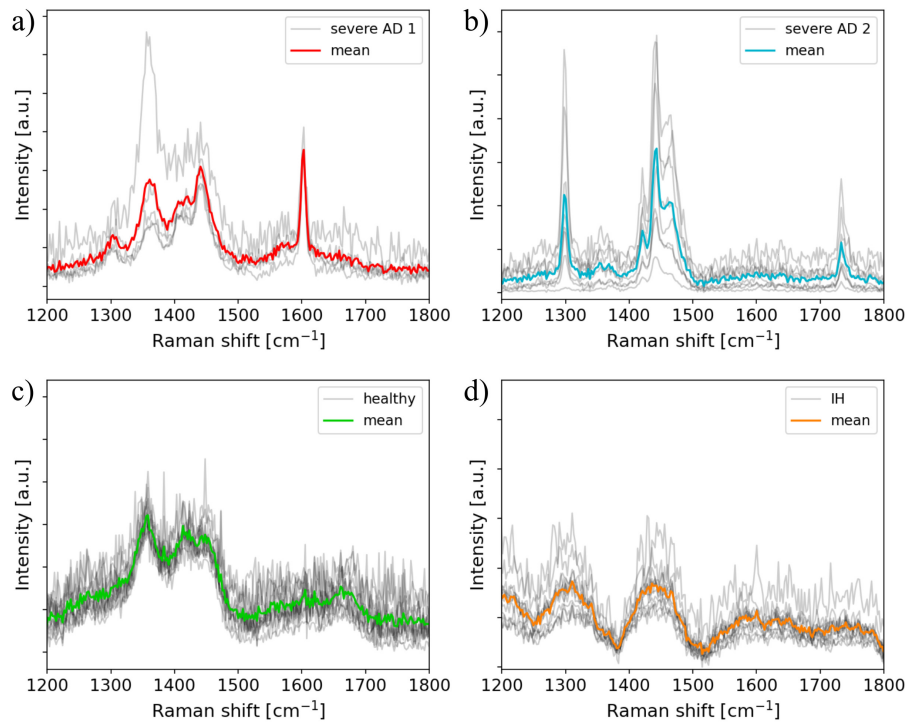 a)
severe AD 1
mean
Intensity [a.u.]
1200 1300 1400 1500 1600 1700 1800
Raman shift [cm⁻¹]
b)
severe AD 2
mean
Intensity [a.u.]
1200 1300 1400 1500 1600 1700 1800
Raman shift [cm⁻¹]
c)
healthy
mean
Intensity [a.u.]
1200 1300 1400 1500 1600 1700 1800
Raman shift [cm⁻¹]
d)
IH
mean
Intensity [a.u.]
1200 1300 1400 1500 1600 1700 1800
Raman shift [cm⁻¹]